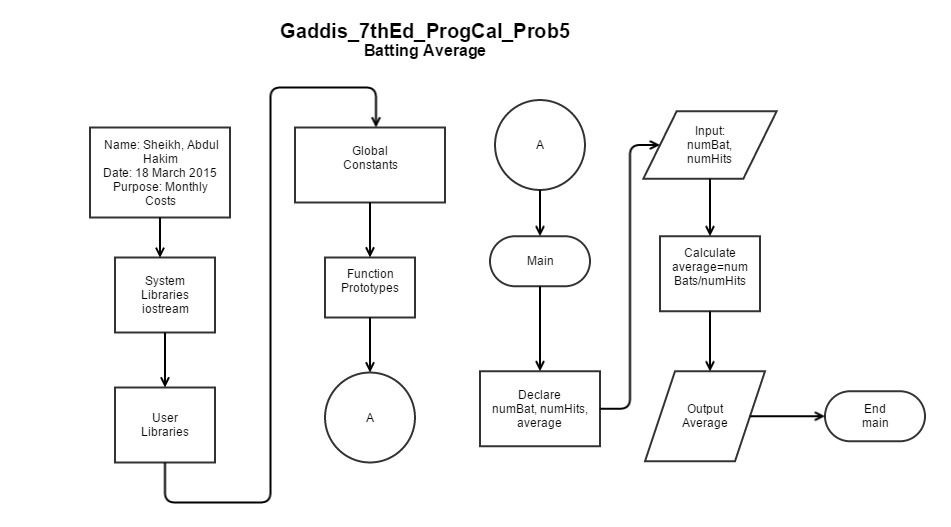 Gaddis_7thEd_ProgCal_Prob5
Batting Average
Name: Sheikh, Abdul
Hakim
Date: 18 March 2015
Purpose: Monthly
Costs
System
Libraries
iostream
User
Libraries
Global
Constants
Function
Prototypes
A
A
Main
Declare
numBat, numHits,
average
Input:
numBat,
numHits
Calculate
average=num
Bats/numHits
Output
Average
End
main